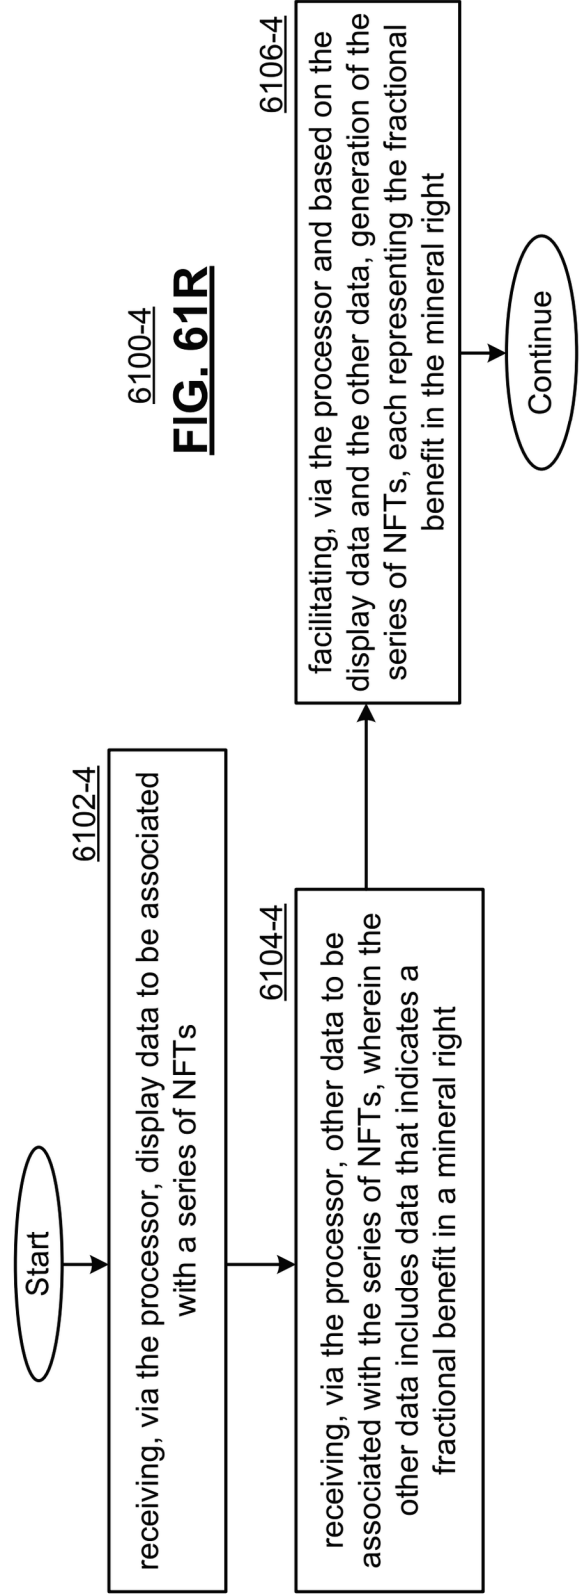 Start
6102-4
receiving, via the processor, display data to be associated
with a series of NFTs
6104-4
receiving, via the processor, other data to be
associated with the series of NFTs, wherein the
other data includes data that indicates a
fractional benefit in a mineral right
6100-4
FIG. 61R
6106-4
facilitating, via the processor and based on the
display data and the other data, generation of the
series of NFTs, each representing the fractional
benefit in the mineral right
Continue